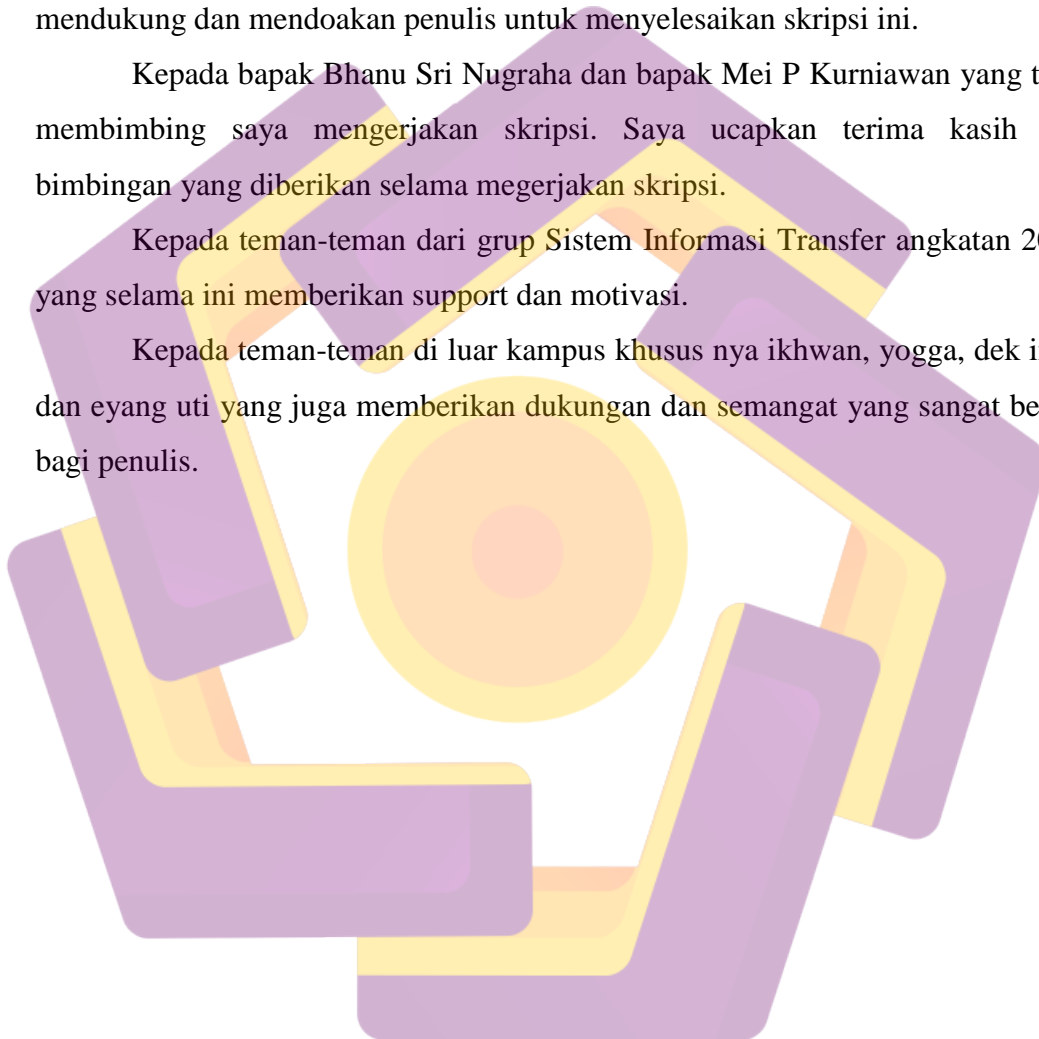 mendukung dan mendoakan penulis untuk menyelesaikan skripsi ini.
Kepada bapak Bhanu Sri Nugraha dan bapak Mei P Kurniawan yang
membimbing saya mengerjakan skripsi. Saya ucapkan terima kasih
bimbingan yang diberikan selama megerjakan skripsi.
Kepada teman-teman dari grup Sistem Informasi Transfer angkatan
yang selama ini memberikan support dan motivasi.
Kepada teman-teman di luar kampus khusus nya ikhwan, yogga, dek
dan eyang uti yang juga memberikan dukungan dan semangat yang sangat
bagi penulis.